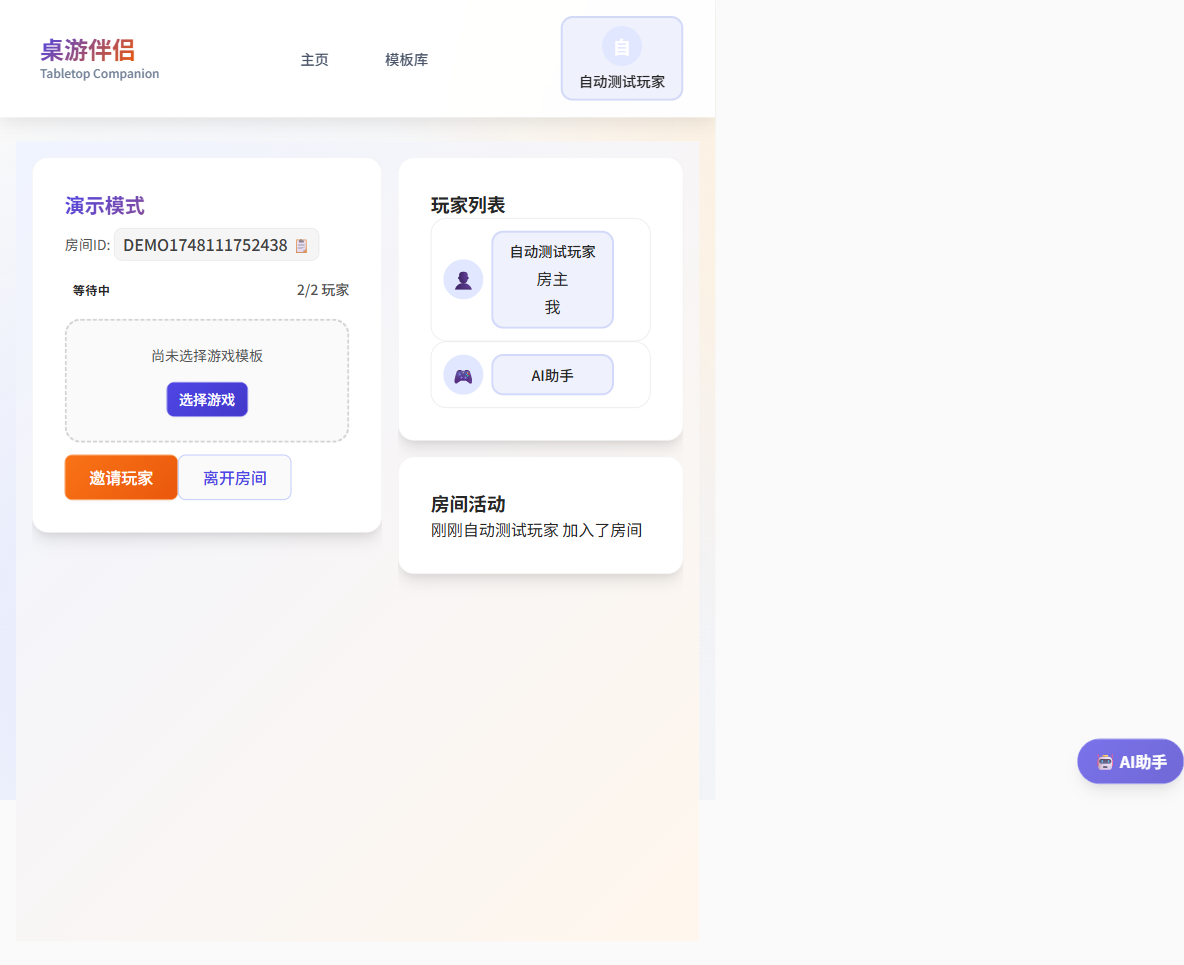 桌游伴侣
Tabletop Companion
主页
模板库
自
自动测试玩家
演示模式
房间ID: DEMO1748111752438
等待中
2/2 玩家
尚未选择游戏模板
选择游戏
邀请玩家
离开房间
玩家列表
自动测试玩家
房主
我
AI助手
房间活动
刚刚自动测试玩家 加入了房间
AI助手